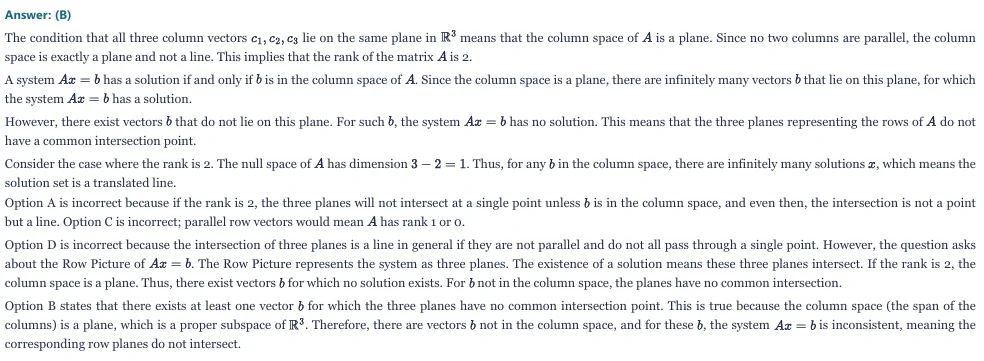 Answer: (B)
The condition that all three column vectors c₁, c₂, c₃ lie on the same plane in ℝ³ means that the column space of A is a plane. Since no two columns are parallel, the column
space is exactly a plane and not a line. This implies that the rank of the matrix A is 2.
A system Ax = b has a solution if and only if b is in the column space of A. Since the column space is a plane, there are infinitely many vectors b that lie on this plane, for which
the system Ax = b has a solution.
However, there exist vectors b that do not lie on this plane. For such b, the system Ax = b has no solution. This means that the three planes representing the rows of A do not
have a common intersection point.
Consider the case where the rank is 2. The null space of A has dimension 3 − 2 = 1. Thus, for any b in the column space, there are infinitely many solutions x, which means the
solution set is a translated line.
Option A is incorrect because if the rank is 2, the three planes will not intersect at a single point unless b is in the column space, and even then, the intersection is not a point
but a line. Option C is incorrect; parallel row vectors would mean A has rank 1 or 0.
Option D is incorrect because the intersection of three planes is a line in general if they are not parallel and do not all pass through a single point. However, the question asks
about the Row Picture of Ax = b. The Row Picture represents the system as three planes. The existence of a solution means these three planes intersect. If the rank is 2, the
column space is a plane. Thus, there exist vectors b for which no solution exists. For b not in the column space, the planes have no common intersection.
Option B states that there exists at least one vector b for which the three planes have no common intersection point. This is true because the column space (the span of the
columns) is a plane, which is a proper subspace of ℝ³. Therefore, there are vectors b not in the column space, and for these b, the system Ax = b is inconsistent, meaning the
corresponding row planes do not intersect.